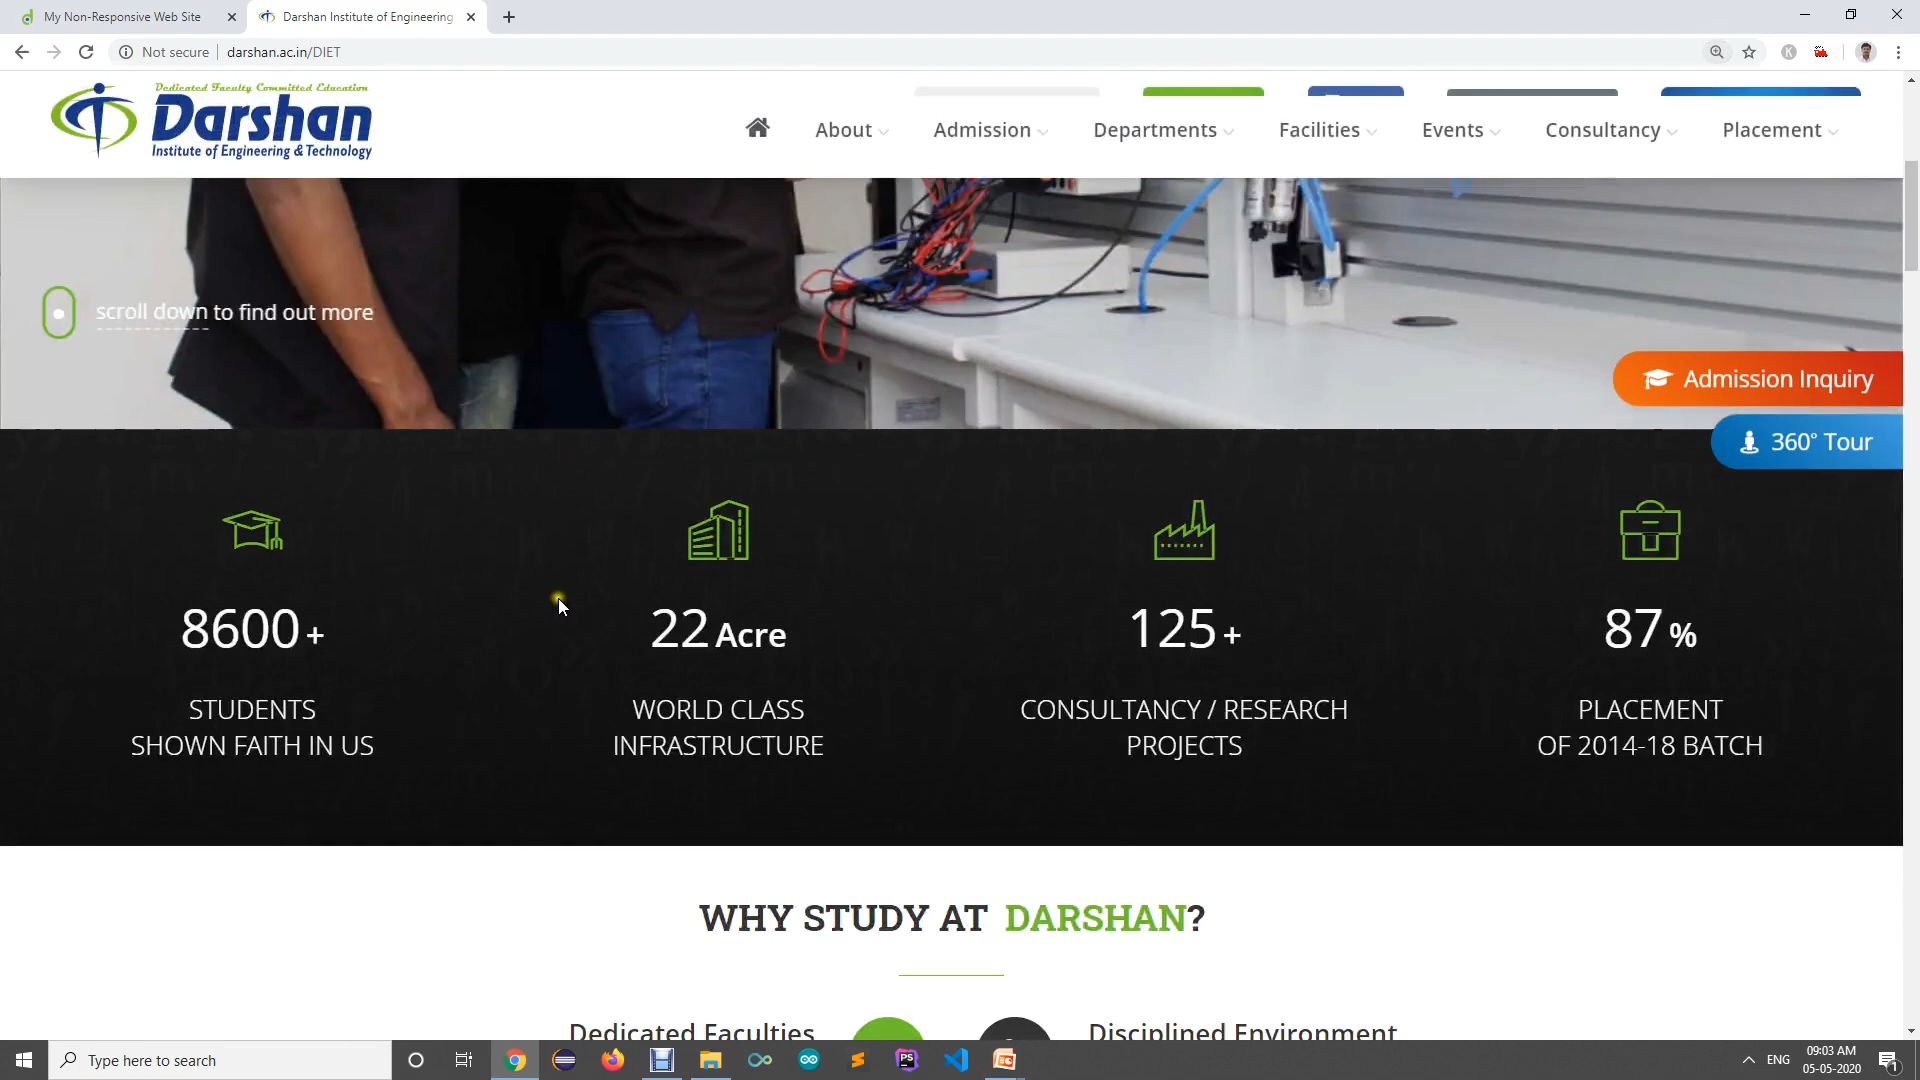 My Non-Responsive Web Site
Darshan Institute of Engineering
Not secure
darshan.ac.in/DIET
K
Dedicated Faculty Committed Education
Darshan
Institute of Engineering & Technology
About
Admission
Departments
Facilities
Events
Consultancy
Placement
scroll down to find out more
Admission Inquiry
360° Tour
8600 +
STUDENTS
SHOWN FAITH IN US
22 Acre
WORLD CLASS
INFRASTRUCTURE
125 +
CONSULTANCY / RESEARCH
PROJECTS
87 %
PLACEMENT
OF 2014-18 BATCH
WHY STUDY AT DARSHAN?
Dedicated Faculties
Disciplined Environment
Type here to search
PS
ENG
09:03 AM
05-05-2020
1